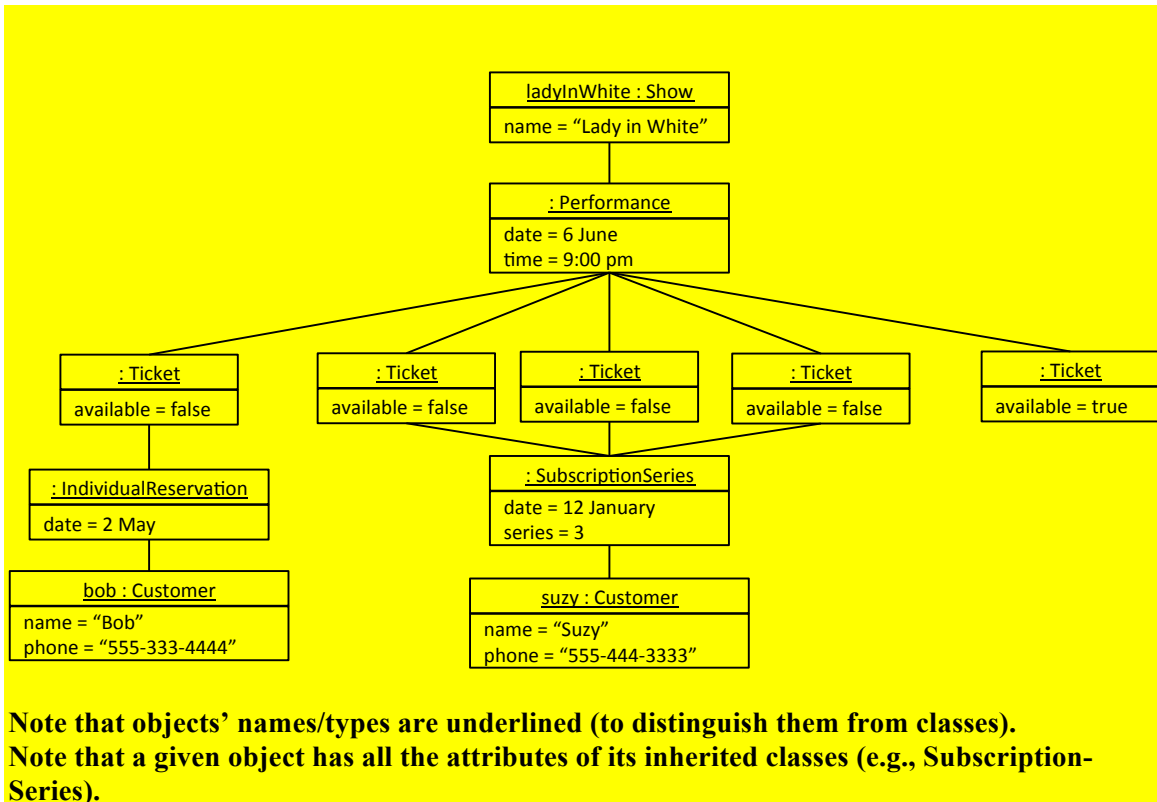 ladyInWhite : Show
name = “Lady in White”
: Performance
date = 6 June
time = 9:00 pm
: Ticket
available = false
: Ticket
available = false
: Ticket
available = false
: Ticket
available = false
: Ticket
available = true
: IndividualReservation
date = 2 May
: SubscriptionSeries
date = 12 January
series = 3
bob : Customer
name = “Bob”
phone = “555-333-4444”
suzy : Customer
name = “Suzy”
phone = “555-444-3333”
Note that objects’ names/types are underlined (to distinguish them from classes).
Note that a given object has all the attributes of its inherited classes (e.g., Subscription-
Series).